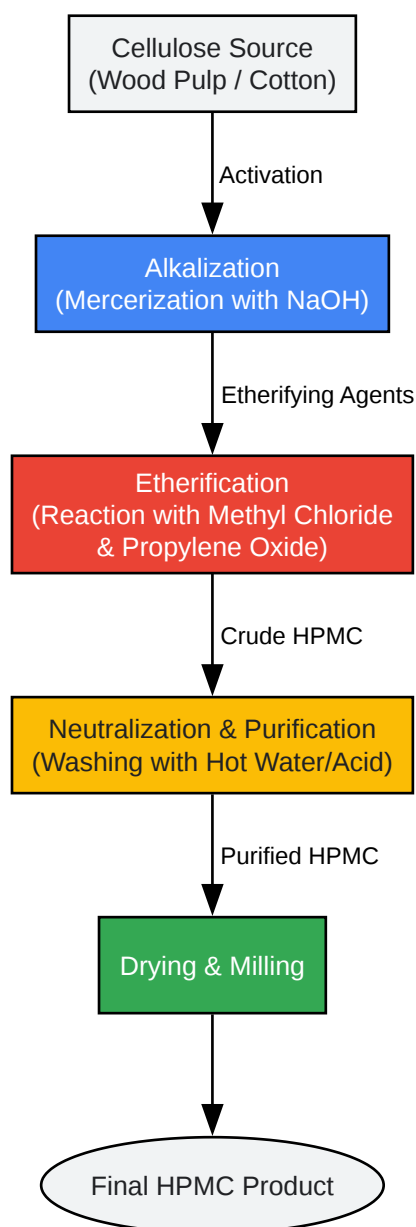 Cellulose Source
(Wood Pulp / Cotton)
Activation
Alkalization
(Mercerization with NaOH)
Etherifying Agents
Etherification
(Reaction with Methyl Chloride
& Propylene Oxide)
Crude HPMC
Neutralization & Purification
(Washing with Hot Water/Acid)
Purified HPMC
Drying & Milling
Final HPMC Product